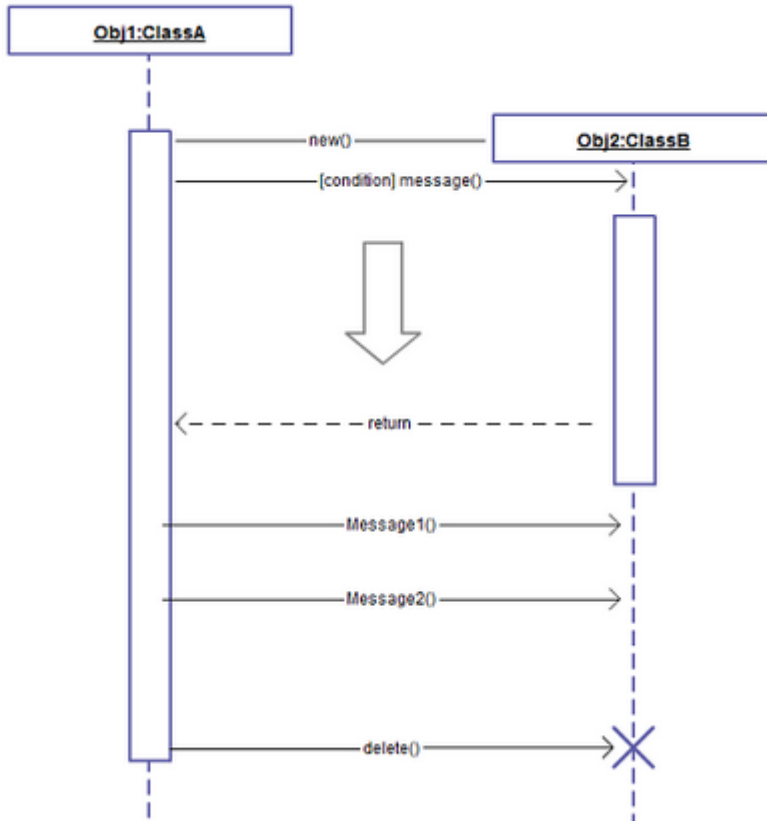 Obj1:ClassA
new()
Obj2:ClassB
[condition] message()
return
Message1()
Message2()
delete()